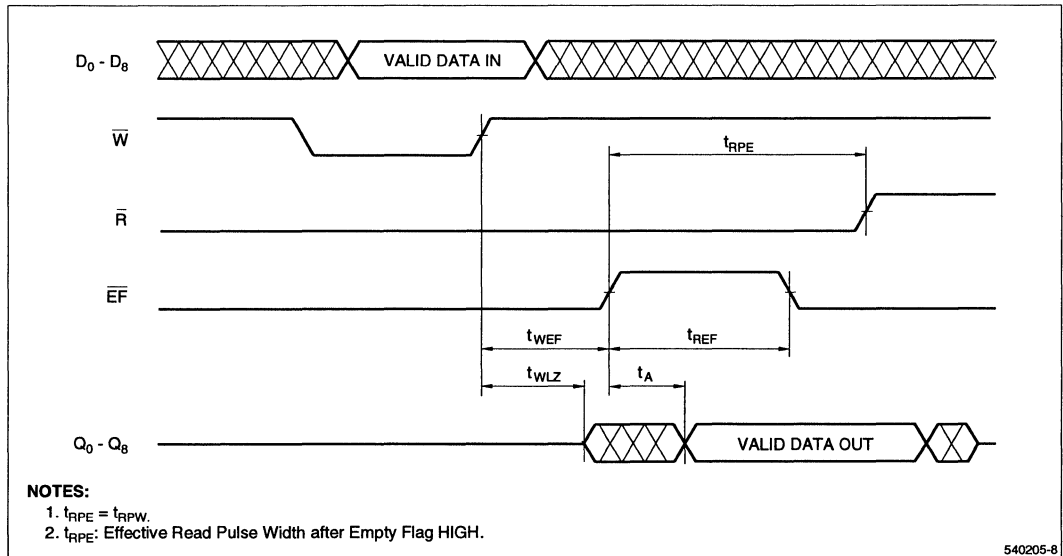 D0 - D8
VALID DATA IN
W̅
tRPE
R̅
E̅F̅
tWEF
tREF
tWLZ
tA
Q0 - Q8
VALID DATA OUT
NOTES:
1. tRPE = tRPW.
2. tRPE: Effective Read Pulse Width after Empty Flag HIGH.
540205-8